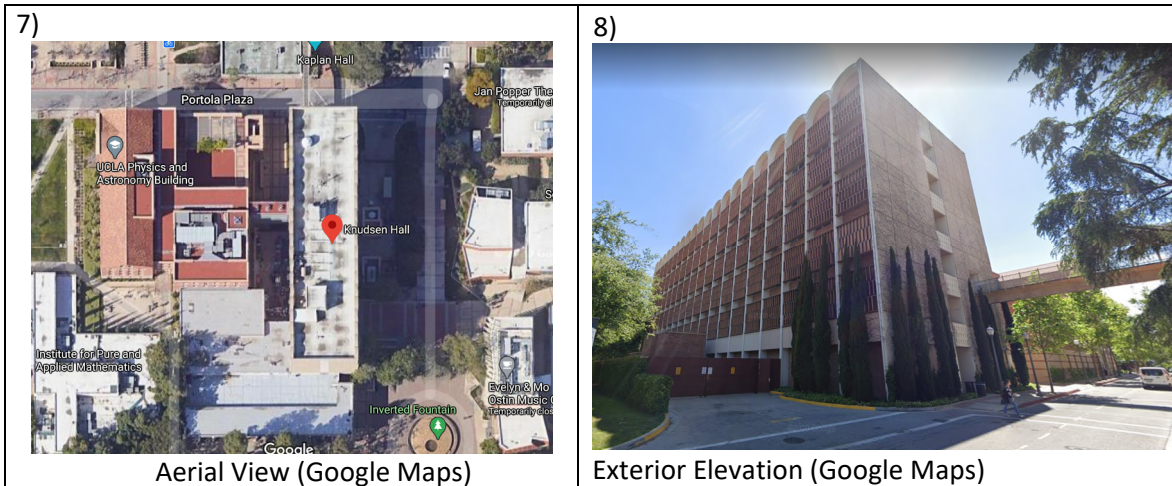 7)
Kaplan Hall
Portola Plaza
Jan Popper The
Temporarily cl
UCLA Physics and
Astronomy Building
Knudsen Hall
Institute for Pure and
Applied Mathematics
Evelyn & Mo
Ostin Music
Temporarily clos
Inverted Fountain
Google
Aerial View (Google Maps)
8)
Exterior Elevation (Google Maps)